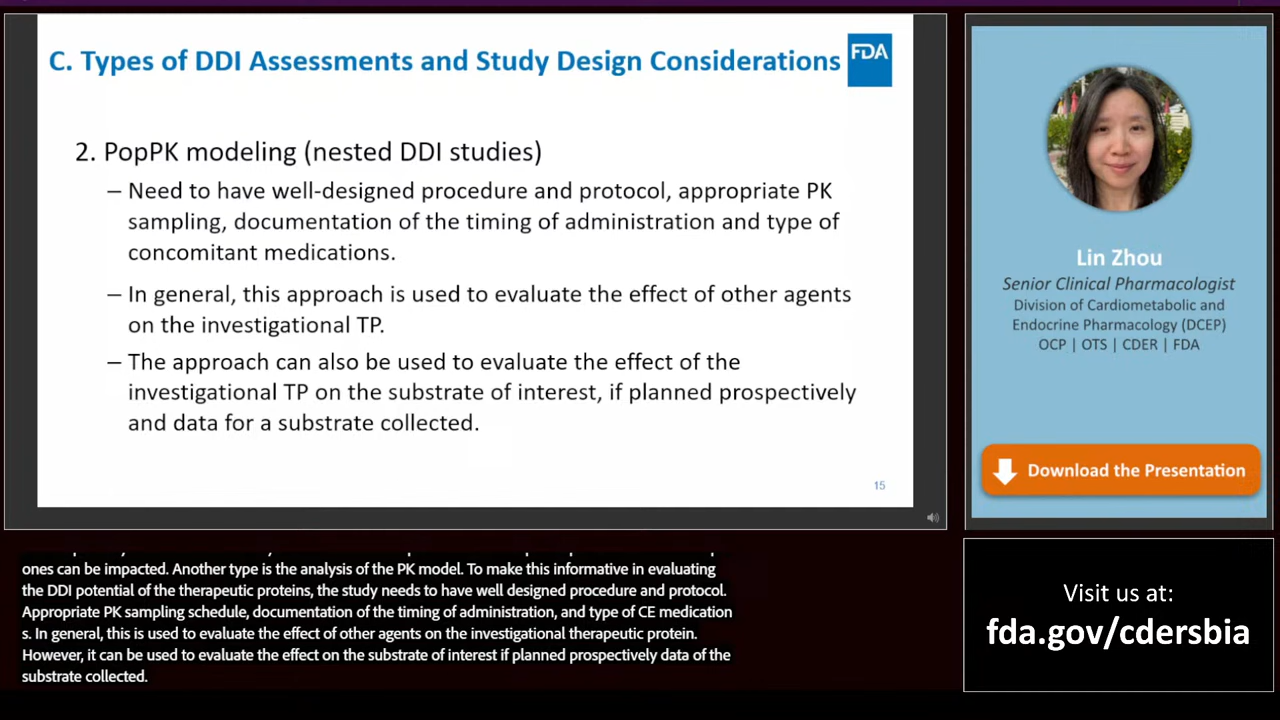 C. Types of DDI Assessments and Study Design Considerations
FDA
2. PopPK modeling (nested DDI studies)
– Need to have well-designed procedure and protocol, appropriate PK
sampling, documentation of the timing of administration and type of
concomitant medications.
– In general, this approach is used to evaluate the effect of other agents
on the investigational TP.
– The approach can also be used to evaluate the effect of the
investigational TP on the substrate of interest, if planned prospectively
and data for a substrate collected.
15
Lin Zhou
Senior Clinical Pharmacologist
Division of Cardiometabolic and
Endocrine Pharmacology (DCEP)
OCP | OTS | CDER | FDA
Download the Presentation
ones can be impacted. Another type is the analysis of the PK model. To make this informative in evaluating
the DDI potential of the therapeutic proteins, the study needs to have well designed procedure and protocol.
Appropriate PK sampling schedule, documentation of the timing of administration, and type of CE medication
s. In general, this is used to evaluate the effect of other agents on the investigational therapeutic protein.
However, it can be used to evaluate the effect on the substrate of interest if planned prospectively data of the
substrate collected.
Visit us at:
fda.gov/cdersbia